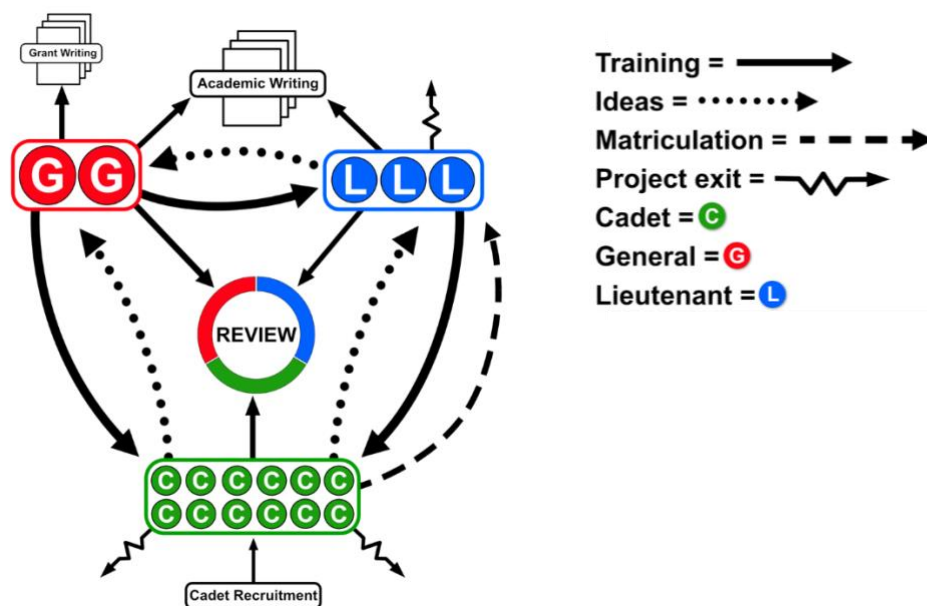 Grant Writing
Academic Writing
G G
L L L
REVIEW
C C C C C C
C C C C C C
Cadet Recruitment
Training =
Ideas =
Matriculation =
Project exit =
Cadet = C
General = G
Lieutenant = L